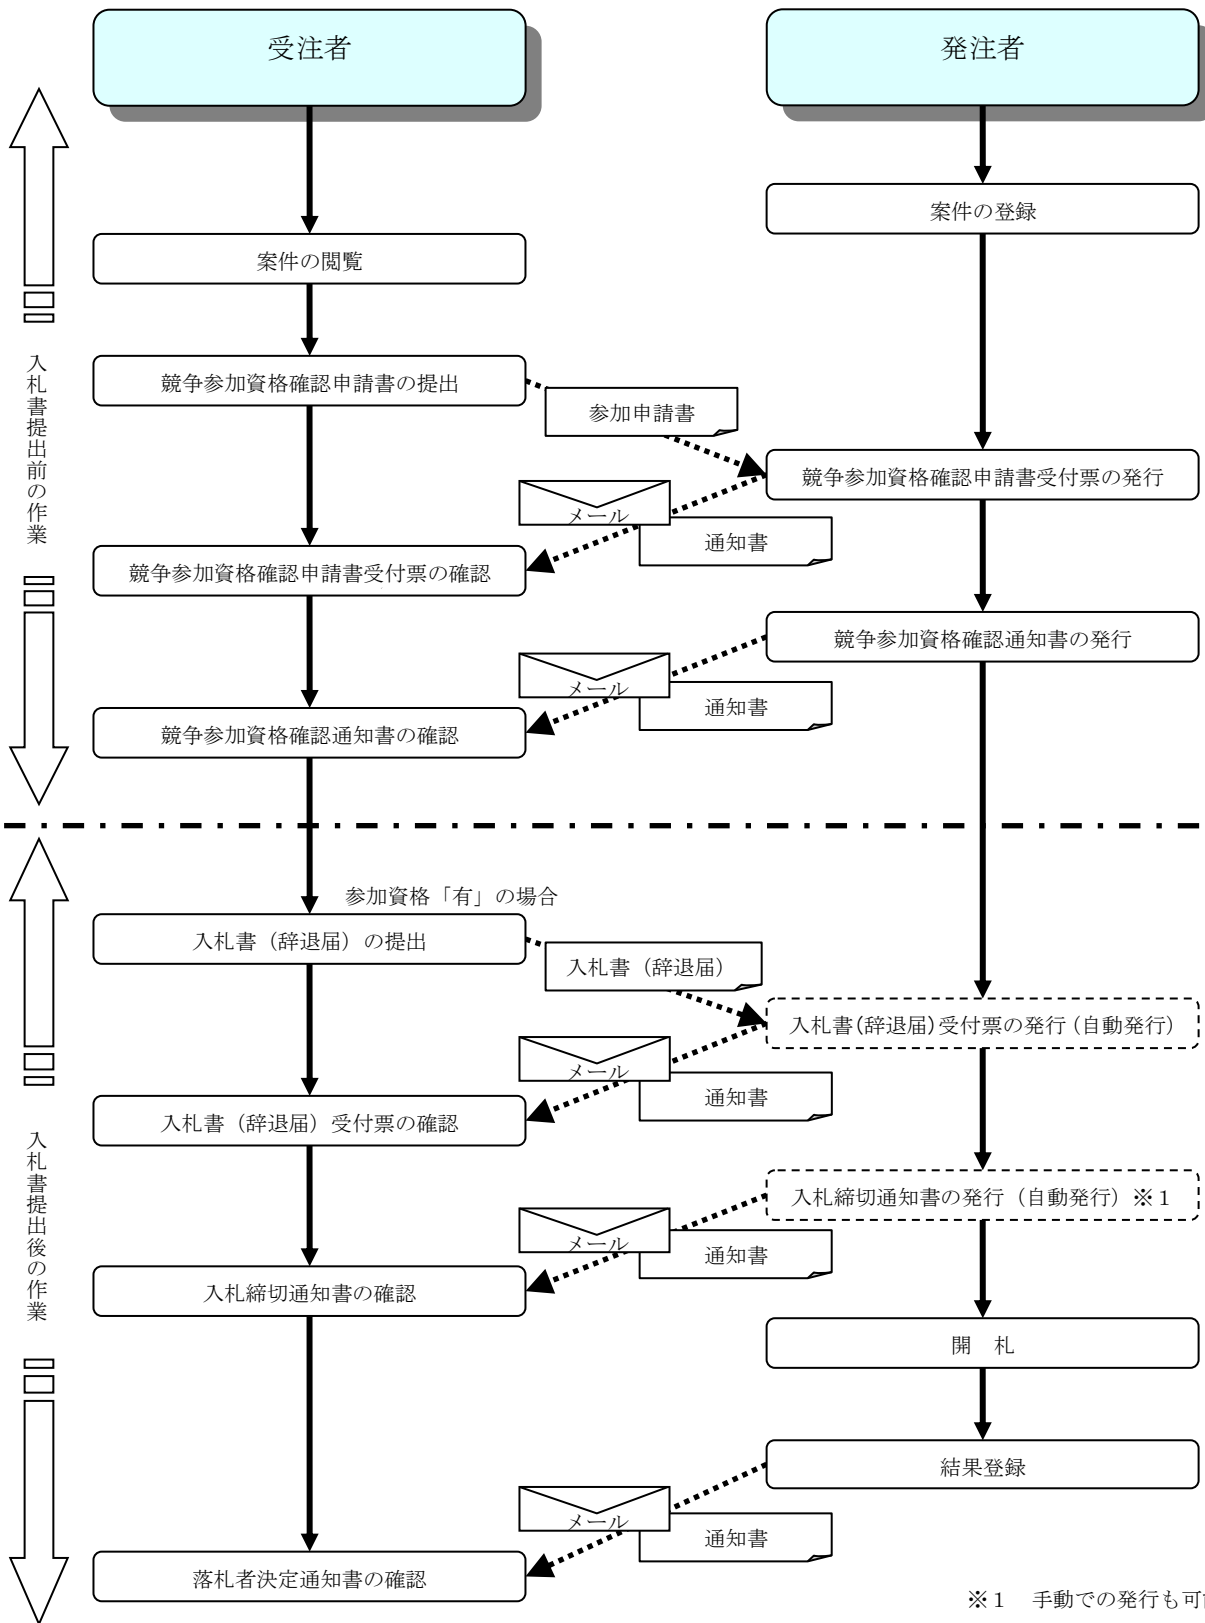 受注者
発注者
案件の登録
案件の閲覧
競争参加資格確認申請書の提出
参加申請書
競争参加資格確認申請書受付票の発行
メール
通知書
競争参加資格確認申請書受付票の確認
競争参加資格確認通知書の発行
メール
通知書
競争参加資格確認通知書の確認
入札書提出前の作業
参加資格「有」の場合
入札書（辞退届）の提出
入札書（辞退届）
入札書(辞退届)受付票の発行(自動発行)
メール
通知書
入札書（辞退届）受付票の確認
入札締切通知書の発行（自動発行）※１
メール
通知書
入札締切通知書の確認
入札書提出後の作業
開　札
結果登録
メール
通知書
落札者決定通知書の確認
※１　手動での発行も可